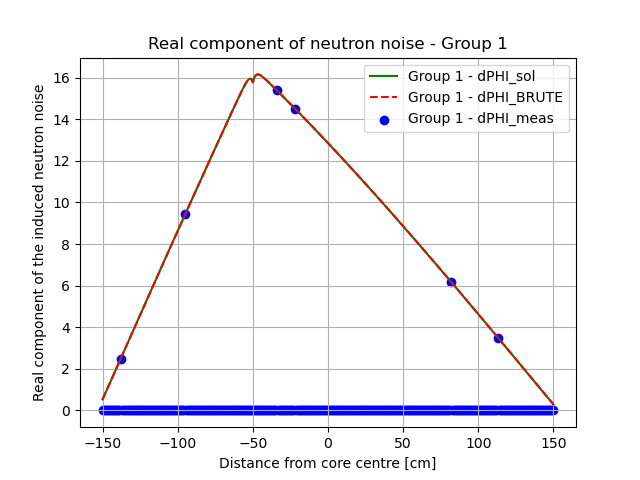 Real component of neutron noise - Group 1
Real component of the induced neutron noise
16
14
12
10
8
6
4
2
0
Group 1 - dPHI_sol
Group 1 - dPHI_BRUTE
Group 1 - dPHI_meas
−150
−100
−50
0
50
100
150
Distance from core centre [cm]